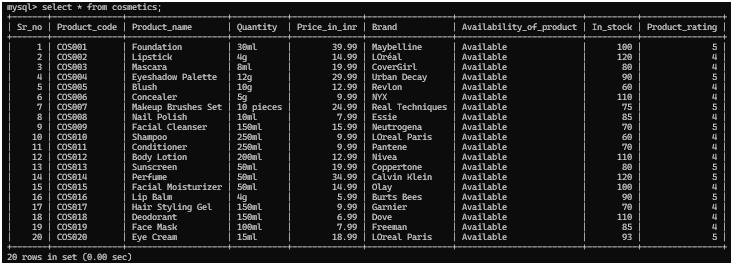 mysql> select * from cosmetics;
| Sr_no | Product_code | Product_name | Quantity | Price_in_inr | Brand | Availability_of_product | In_stock | Product_rating |
| 1 | COS001 | Foundation | 30ml | 39.99 | Maybelline | Available | 100 | 5 |
| 2 | COS002 | Lipstick | 4g | 14.99 | LOréal | Available | 120 | 4 |
| 3 | COS003 | Mascara | 8ml | 19.99 | CoverGirl | Available | 80 | 4 |
| 4 | COS004 | Eyeshadow Palette | 12g | 29.99 | Urban Decay | Available | 90 | 5 |
| 5 | COS005 | Blush | 10g | 12.99 | Revlon | Available | 60 | 4 |
| 6 | COS006 | Concealer | 5g | 9.99 | NYX | Available | 110 | 4 |
| 7 | COS007 | Makeup Brushes Set | 10 pieces | 24.99 | Real Techniques | Available | 75 | 5 |
| 8 | COS008 | Nail Polish | 10ml | 7.99 | Essie | Available | 85 | 4 |
| 9 | COS009 | Facial Cleanser | 150ml | 15.99 | Neutrogena | Available | 70 | 5 |
| 10 | COS010 | Shampoo | 250ml | 9.99 | LOreal Paris | Available | 60 | 4 |
| 11 | COS011 | Conditioner | 250ml | 9.99 | Pantene | Available | 70 | 4 |
| 12 | COS012 | Body Lotion | 200ml | 12.99 | Nivea | Available | 110 | 4 |
| 13 | COS013 | Sunscreen | 50ml | 19.99 | Coppertone | Available | 80 | 5 |
| 14 | COS014 | Perfume | 50ml | 34.99 | Calvin Klein | Available | 120 | 5 |
| 15 | COS015 | Facial Moisturizer | 50ml | 14.99 | Olay | Available | 100 | 4 |
| 16 | COS016 | Lip Balm | 4g | 5.99 | Burts Bees | Available | 90 | 5 |
| 17 | COS017 | Hair Styling Gel | 150ml | 9.99 | Garnier | Available | 70 | 4 |
| 18 | COS018 | Deodorant | 150ml | 6.99 | Dove | Available | 110 | 4 |
| 19 | COS019 | Face Mask | 100ml | 7.99 | Freeman | Available | 85 | 4 |
| 20 | COS020 | Eye Cream | 15ml | 18.99 | LOreal Paris | Available | 93 | 5 |
20 rows in set (0.00 sec)